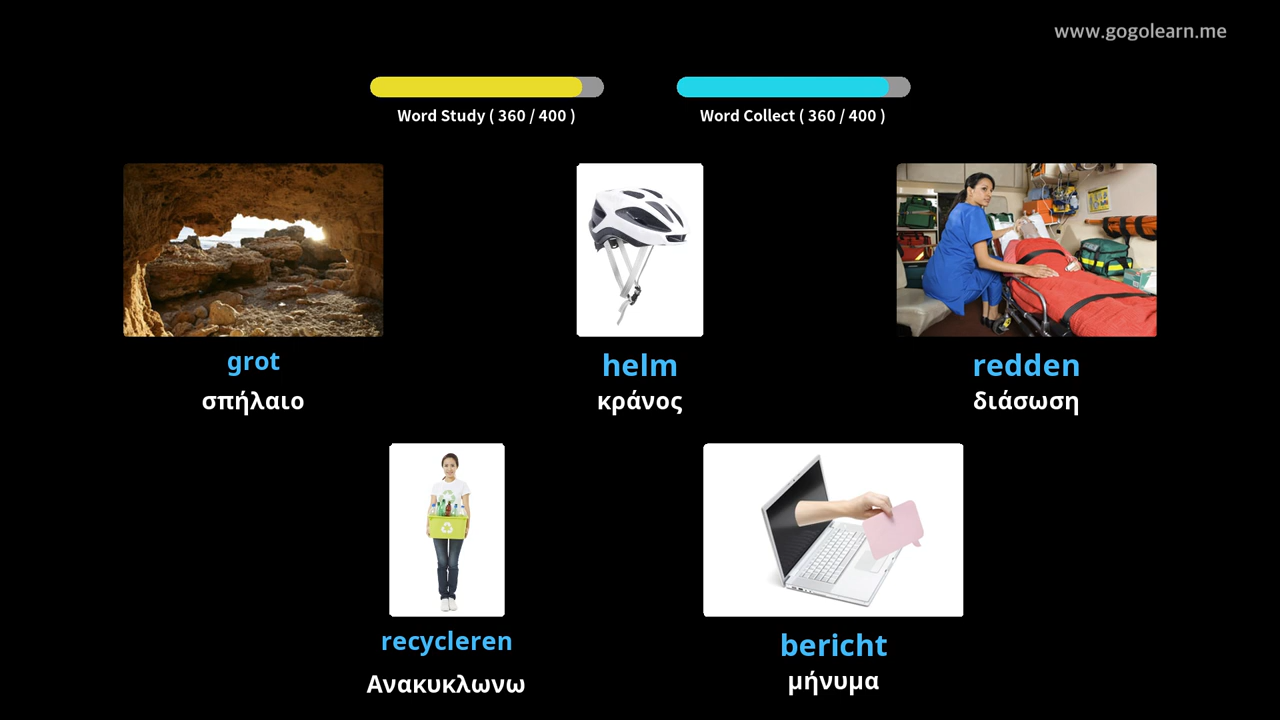 www.gogolearn.me
Word Study ( 360 / 400 )
Word Collect ( 360 / 400 )
grot
σπήλαιο
helm
κράνος
redden
διάσωση
recycleren
Ανακυκλωνω
bericht
μήνυμα